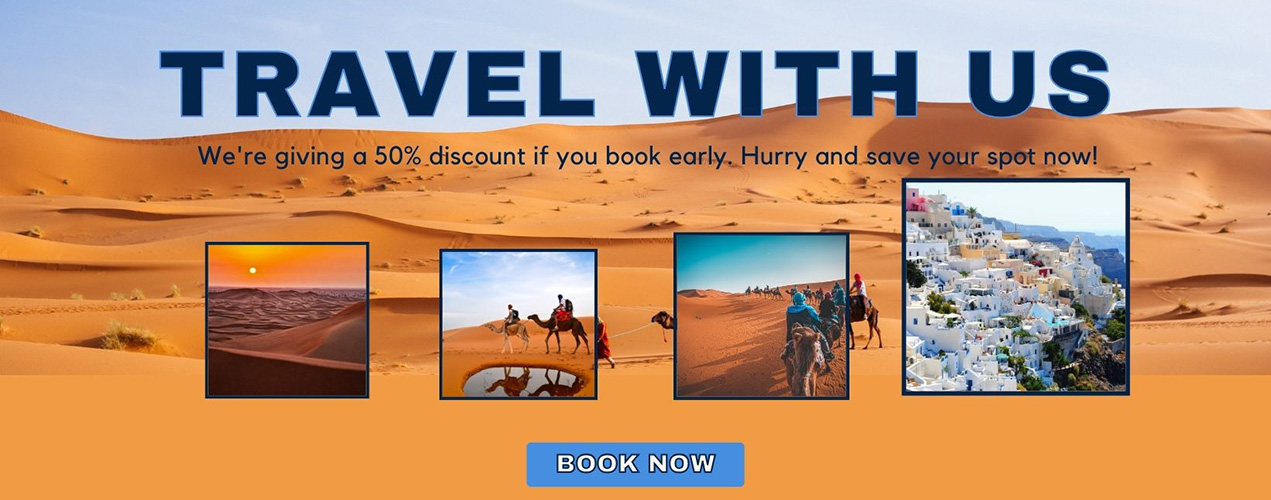 TRAVEL WITH US
We're giving a 50% discount if you book early. Hurry and save your spot now!
BOOK NOW